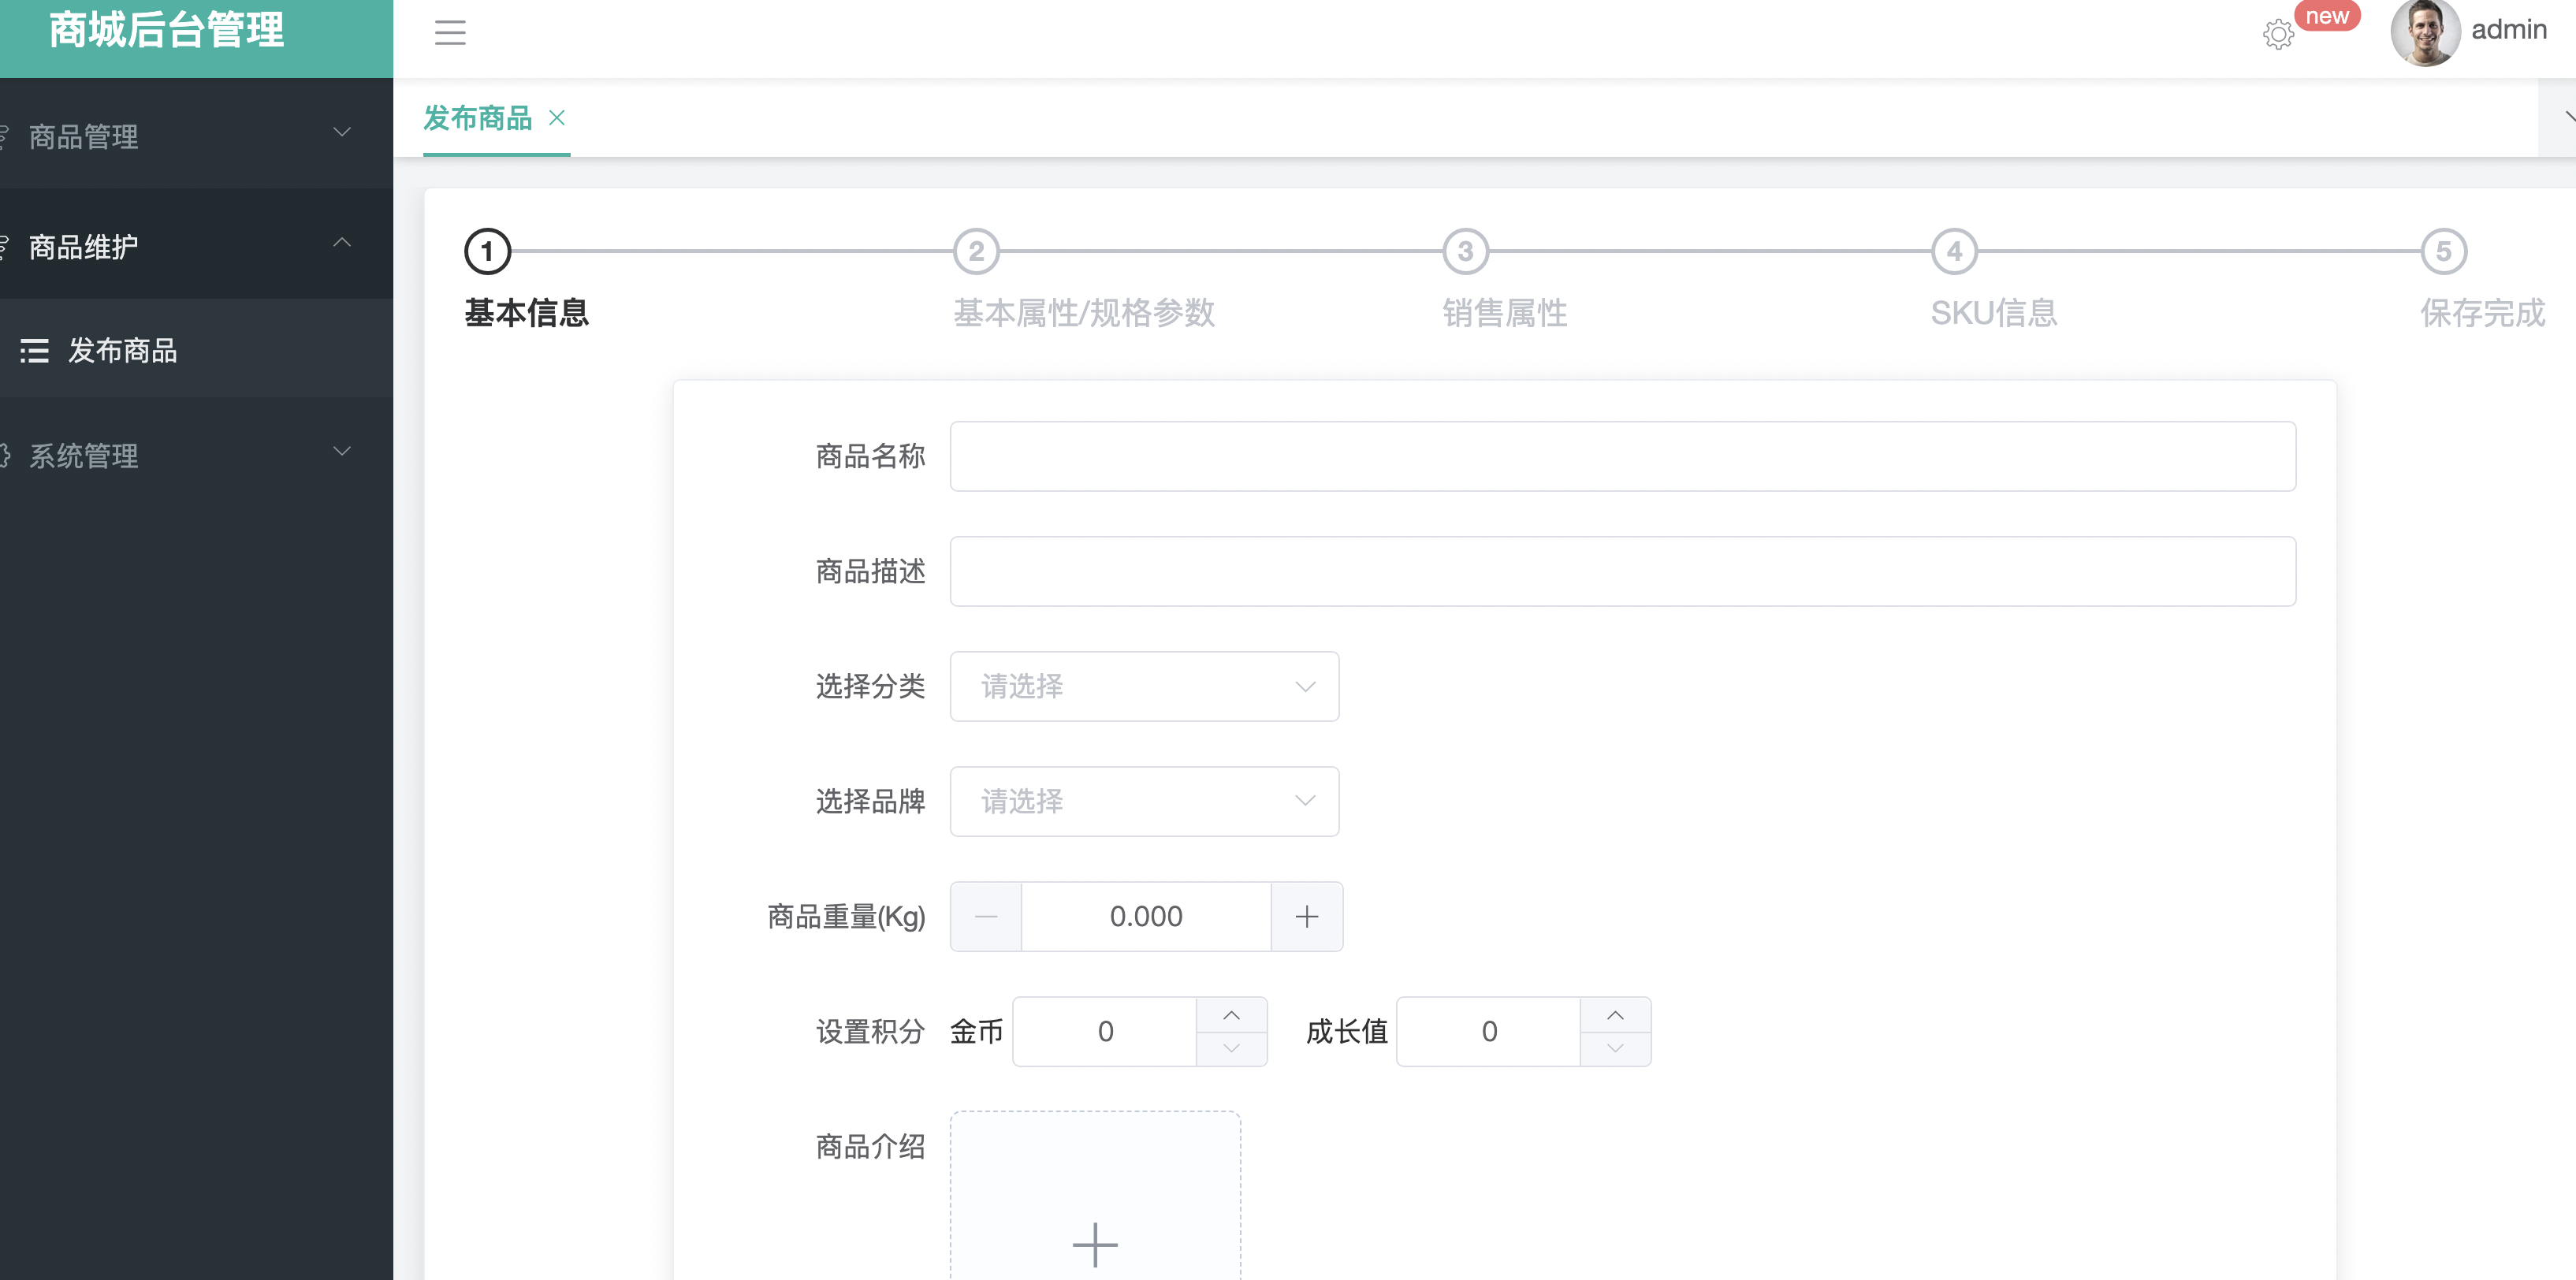 商城后台管理
new
admin
商品管理
商品维护
发布商品
系统管理
发布商品
1
2
3
4
5
基本信息
基本属性/规格参数
销售属性
SKU信息
保存完成
商品名称
商品描述
选择分类
请选择
选择品牌
请选择
商品重量(Kg)
0.000
设置积分
金币
0
成长值
0
商品介绍